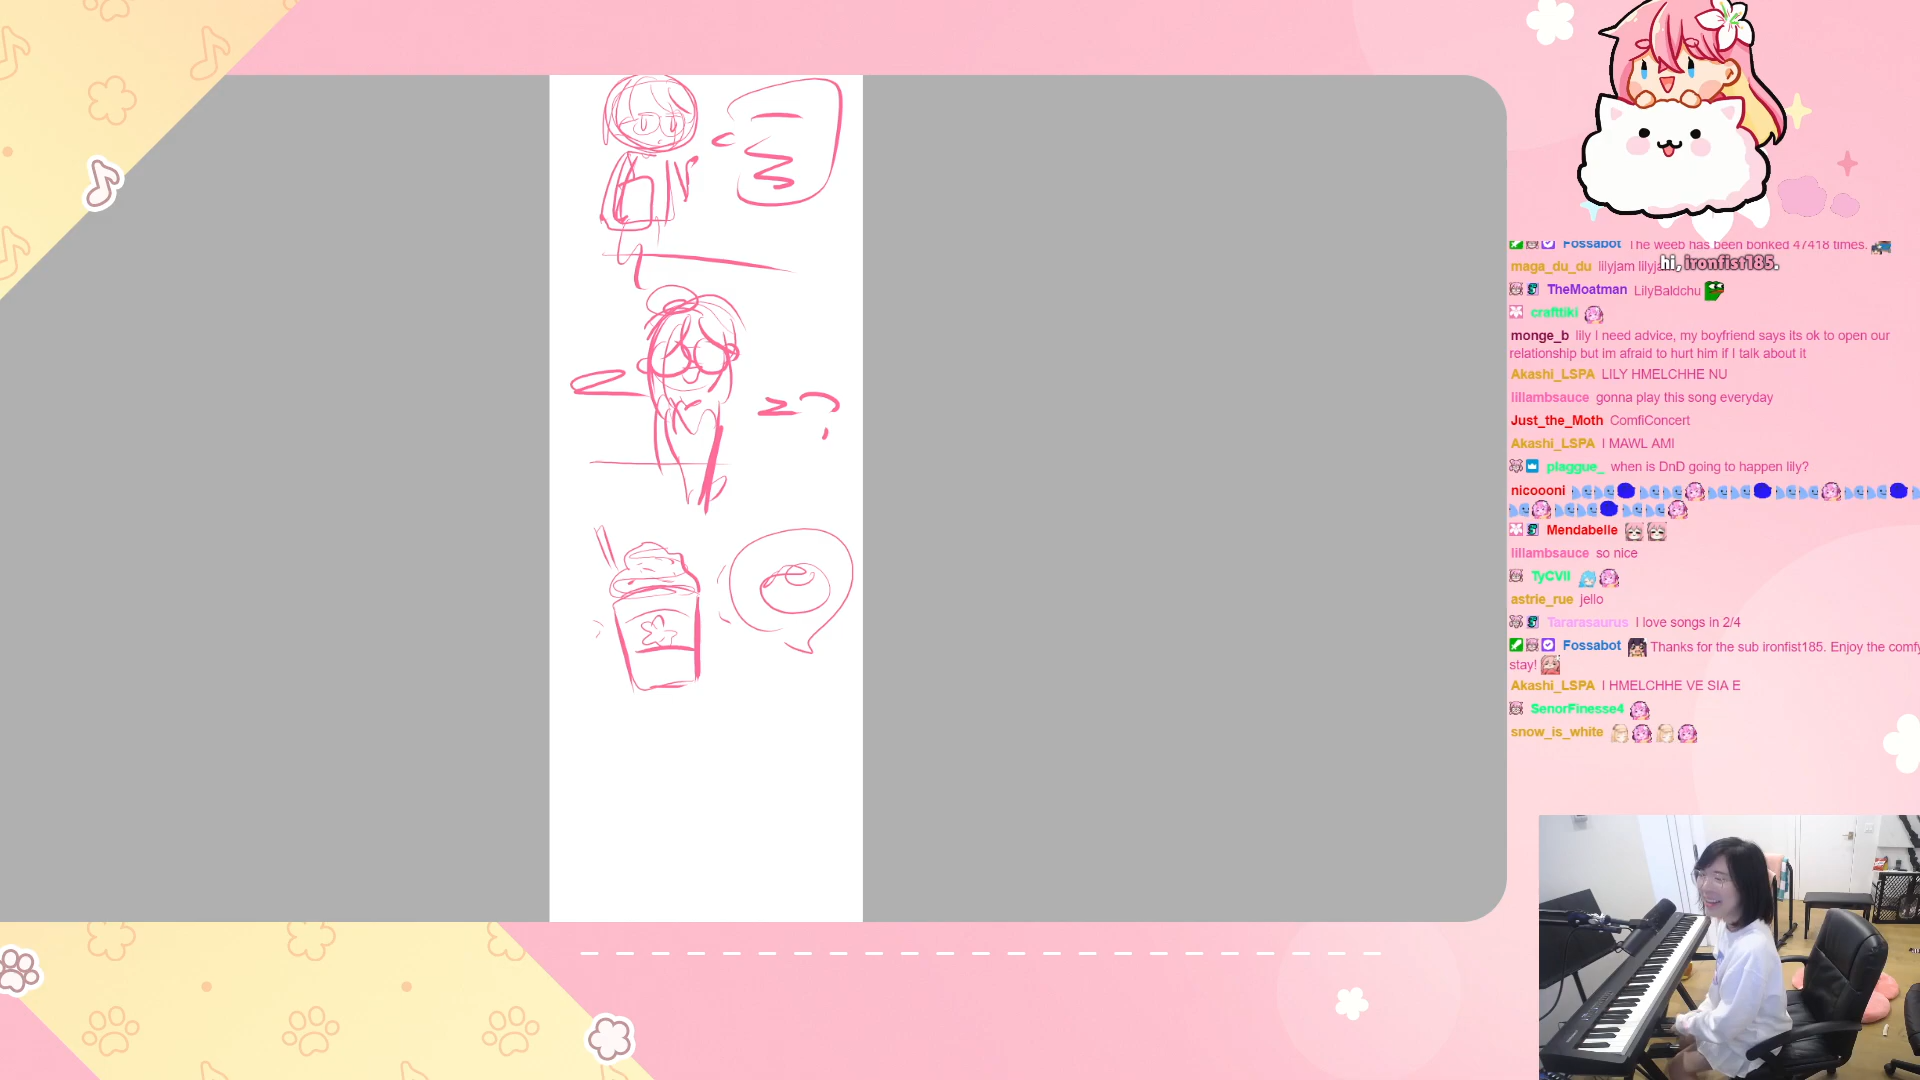 Fossabot The weeb has been bonked 47418 times.
maga_du_du lilyjam
hi, ironfist185.
TheMoatman LilyBaldchu
crafttiki
monge_b lily I need advice, my boyfriend says its ok to open our
relationship but im afraid to hurt him if I talk about it
Akashi_LSPA LILY HMELCHHE NU
lillambsauce gonna play this song everyday
Just_the_Moth ComfiConcert
Akashi_LSPA I MAWL AMI
plaggue_ when is DnD going to happen lily?
nicoooni
Mendabelle
lillambsauce so nice
TyCVII
astrie_rue jello
Tararasaurus I love songs in 2/4
Fossabot Thanks for the sub ironfist185. Enjoy the comfy
stay!
Akashi_LSPA I HMELCHHE VE SIA E
SenorFinesse4
snow_is_white